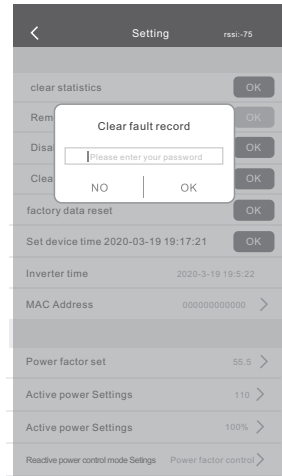 Setting rssi:-75
clear statistics OK
Rem OK
Clear fault record
Disa OK
Please enter your password
Clea OK
NO OK
factory data reset OK
Set device time 2020-03-19 19:17:21 OK
Inverter time 2020-3-19 19:5:22
MAC Address 000000000000
Power factor set 55.5
Active power Settings 110
Active power Settings 100%
Reactive power control mode Setings Power factor control